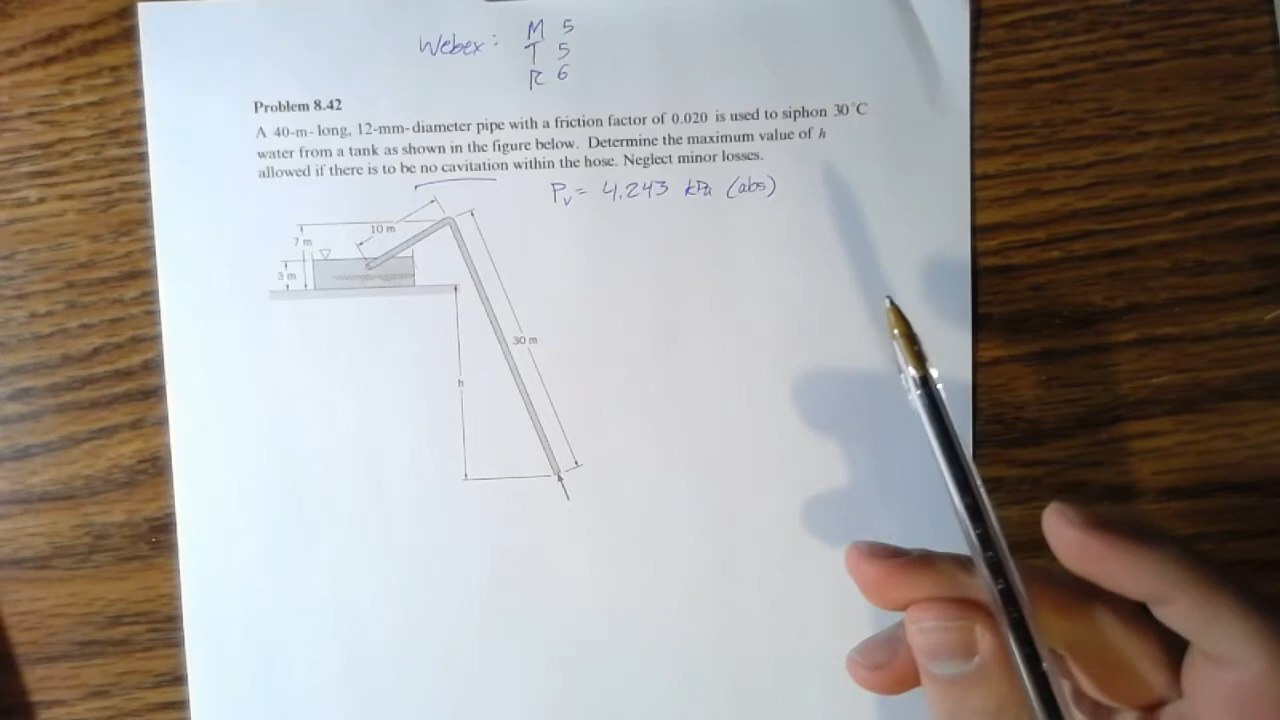 Webex: M 5
T 5
R 6
Problem 8.42
A 40-m-long, 12-mm-diameter pipe with a friction factor of 0.020 is used to siphon 30°C
water from a tank as shown in the figure below. Determine the maximum value of h
allowed if there is to be no cavitation within the hose. Neglect minor losses.
Pv = 4.243 kPa (abs)
10 m
7 m
3 m
30 m
h